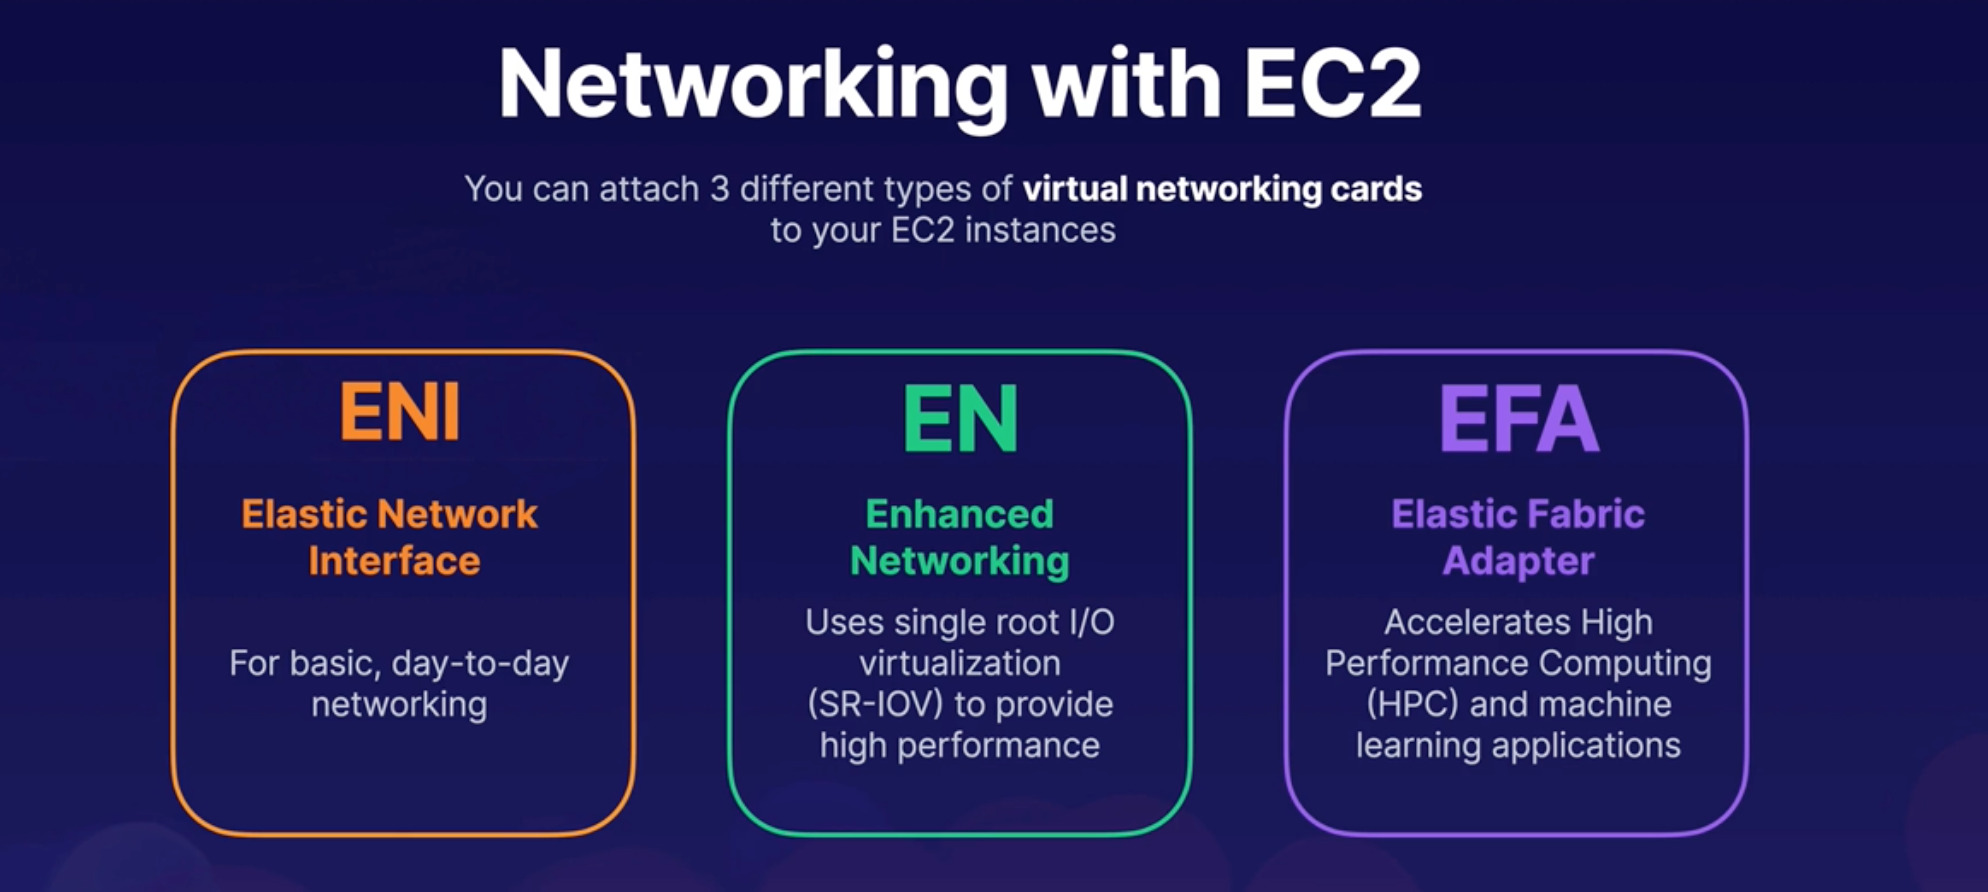 Networking with EC2
You can attach 3 different types of virtual networking cards
to your EC2 instances
ENI
Elastic Network
Interface
For basic, day-to-day
networking
EN
Enhanced
Networking
Uses single root I/O
virtualization
(SR-IOV) to provide
high performance
EFA
Elastic Fabric
Adapter
Accelerates High
Performance Computing
(HPC) and machine
learning applications